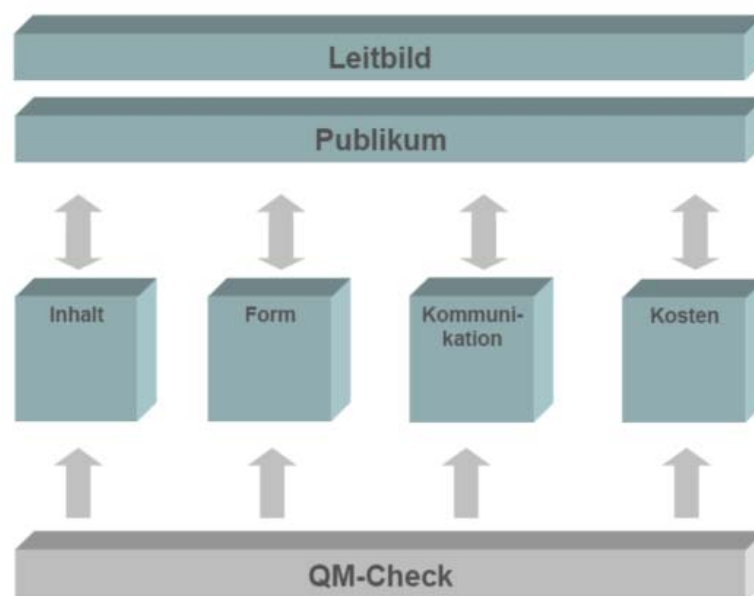 Leitbild
Publikum
Inhalt
Form
Kommuni-
kation
Kosten
QM-Check